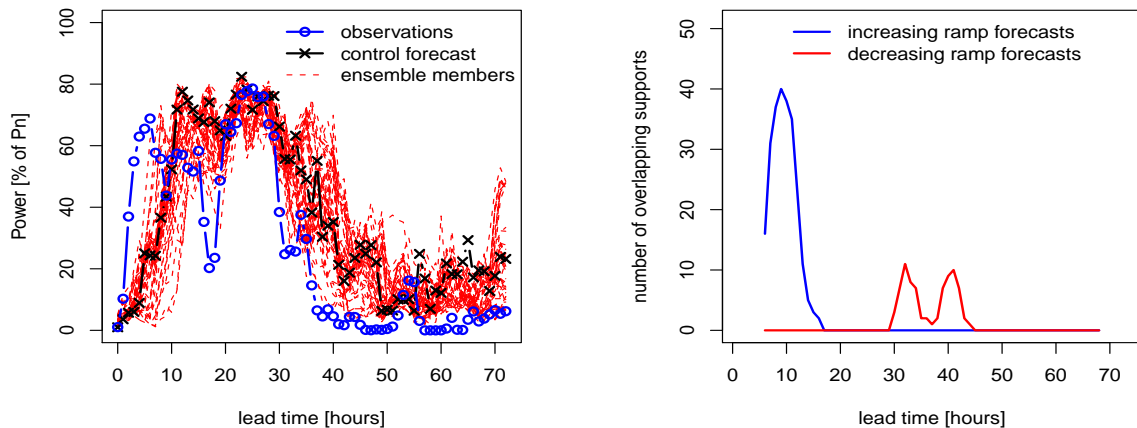 observations
control forecast
ensemble members
Power [% of Pn]
100
80
60
40
20
0
0 10 20 30 40 50 60 70
lead time [hours]
increasing ramp forecasts
decreasing ramp forecasts
number of overlapping supports
50
40
30
20
10
0
0 10 20 30 40 50 60 70
lead time [hours]